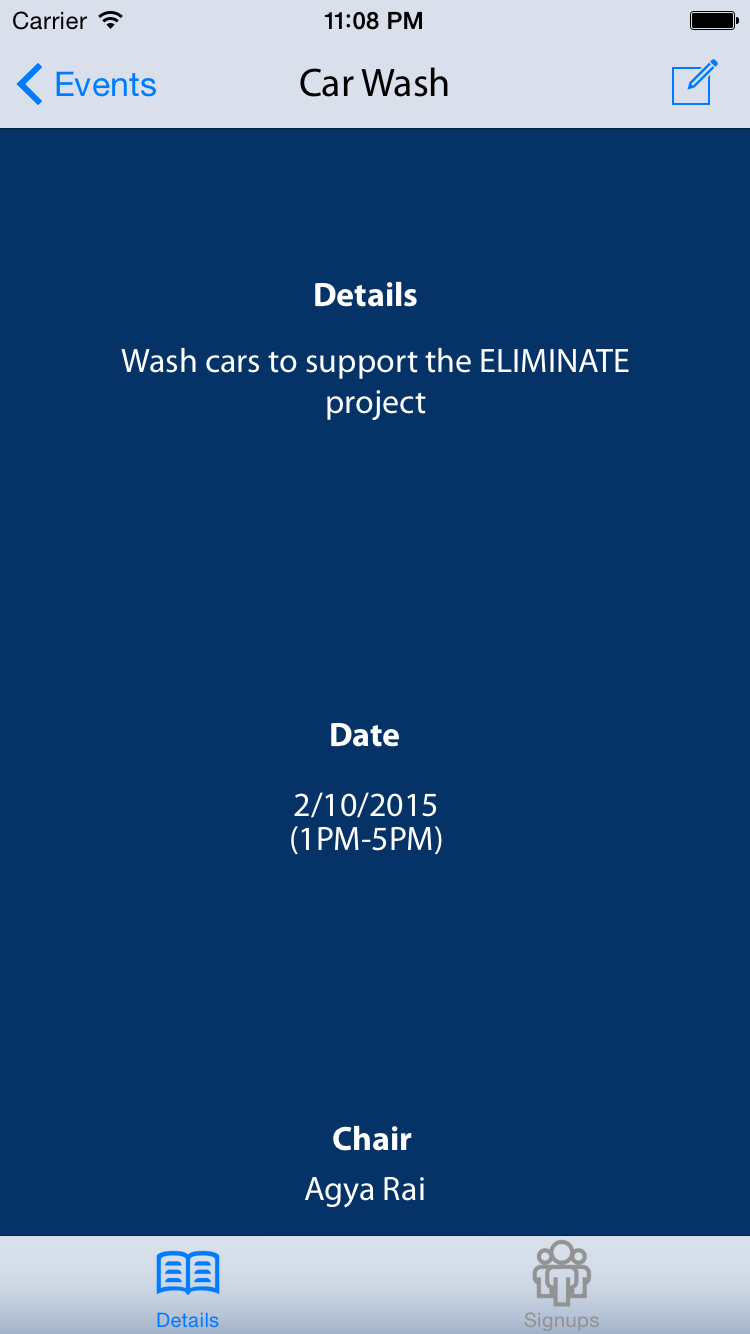 Carrier 11:08 PM
Events Car Wash
Details
Wash cars to support the ELIMINATE
project
Date
2/10/2015
(1PM-5PM)
Chair
Agya Rai
Details Signups